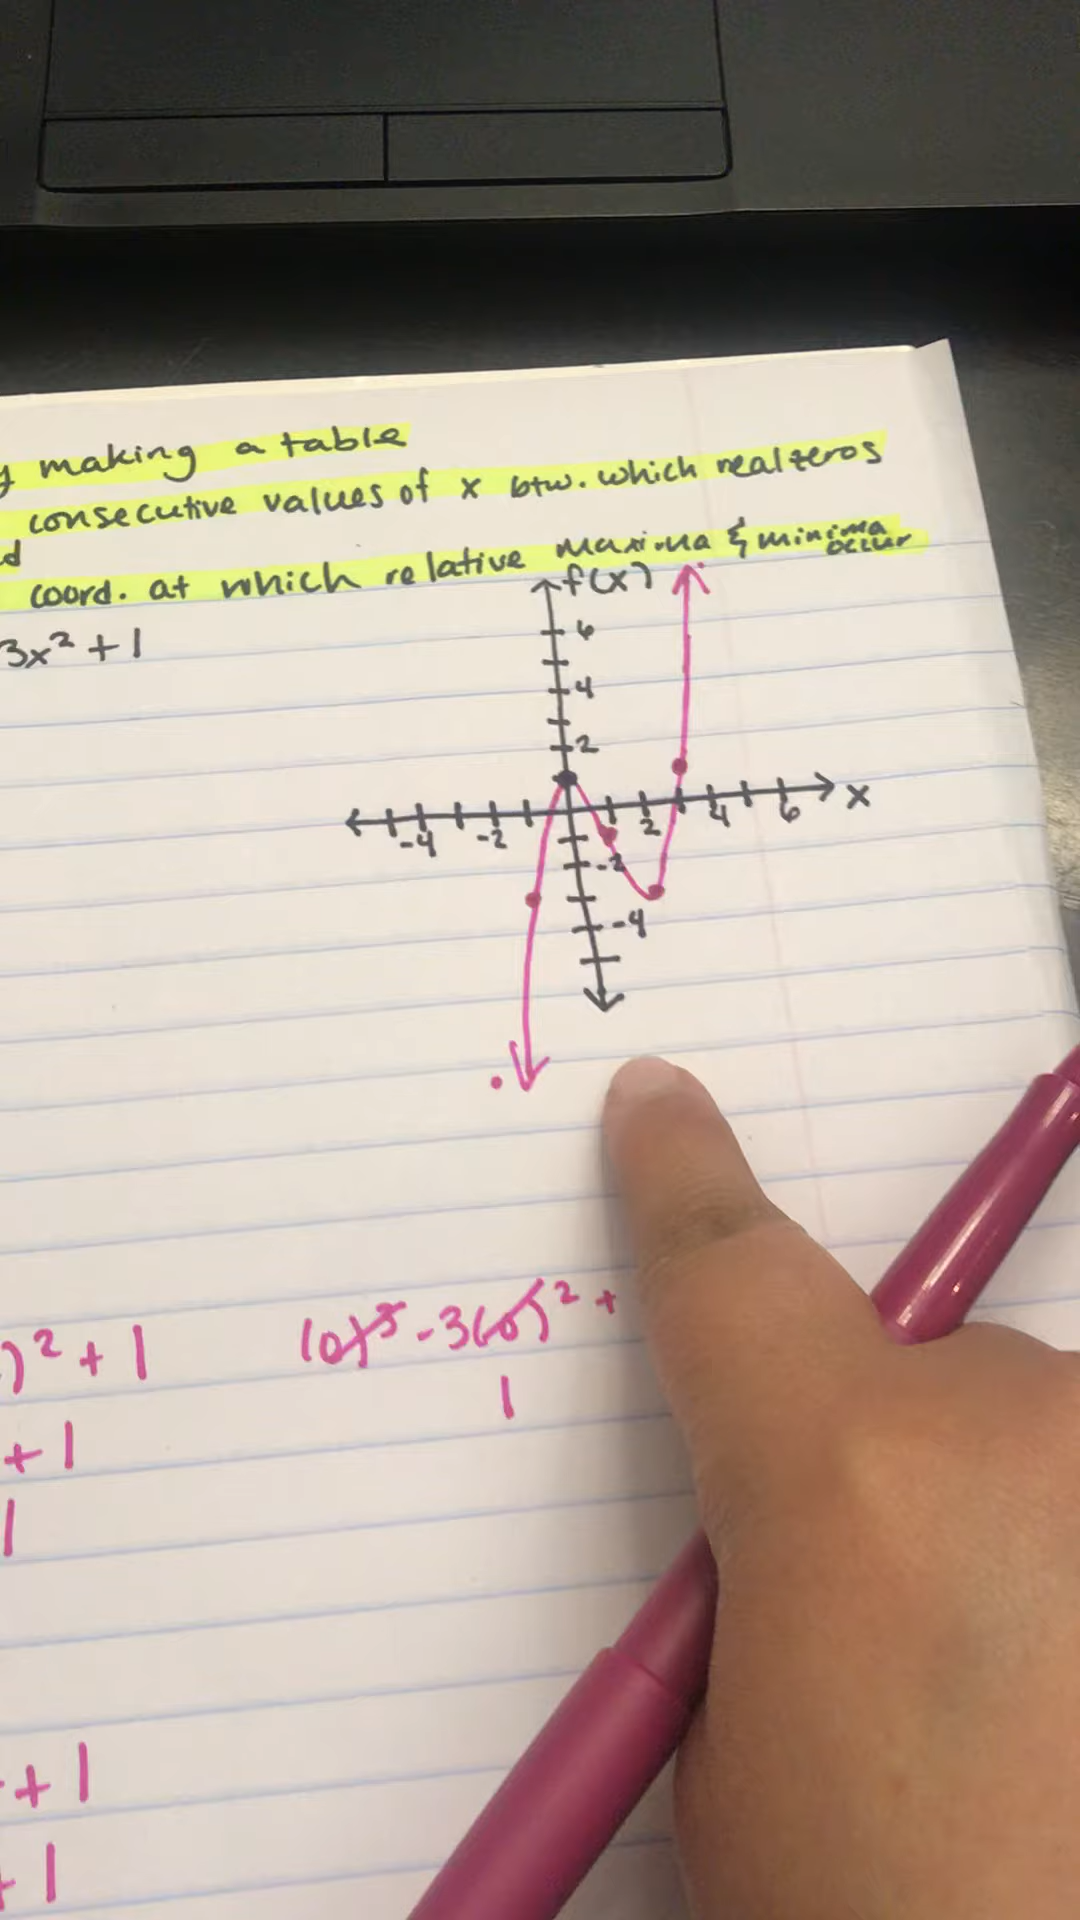 y making a table
consecutive values of x btw. which real zeros
d
coord. at which relative maxima & minima
occur
3x² + 1
f(x)
6
4
2
-4 -2 2 4 6 x
-2
-4
)² + 1 (0)³ - 3(0)² +
1
+ 1
1
+ 1
+ 1